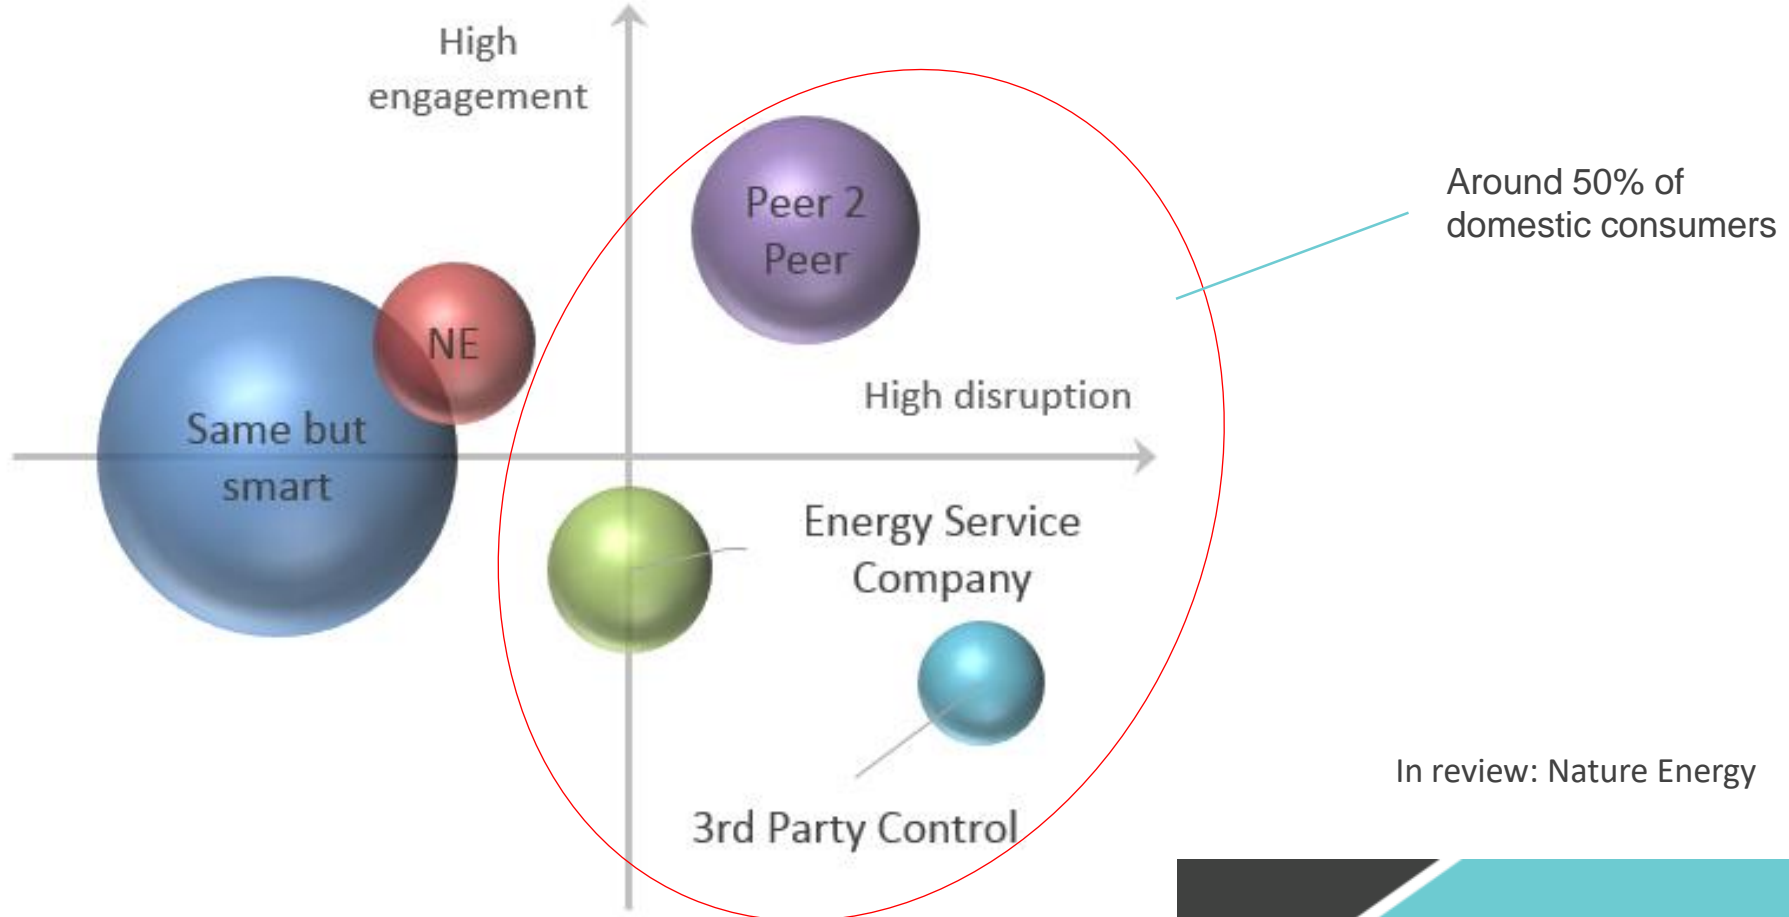 High
engagement
Peer 2
Peer
Around 50% of
domestic consumers
NE
High disruption
Same but
smart
Energy Service
Company
3rd Party Control
In review: Nature Energy